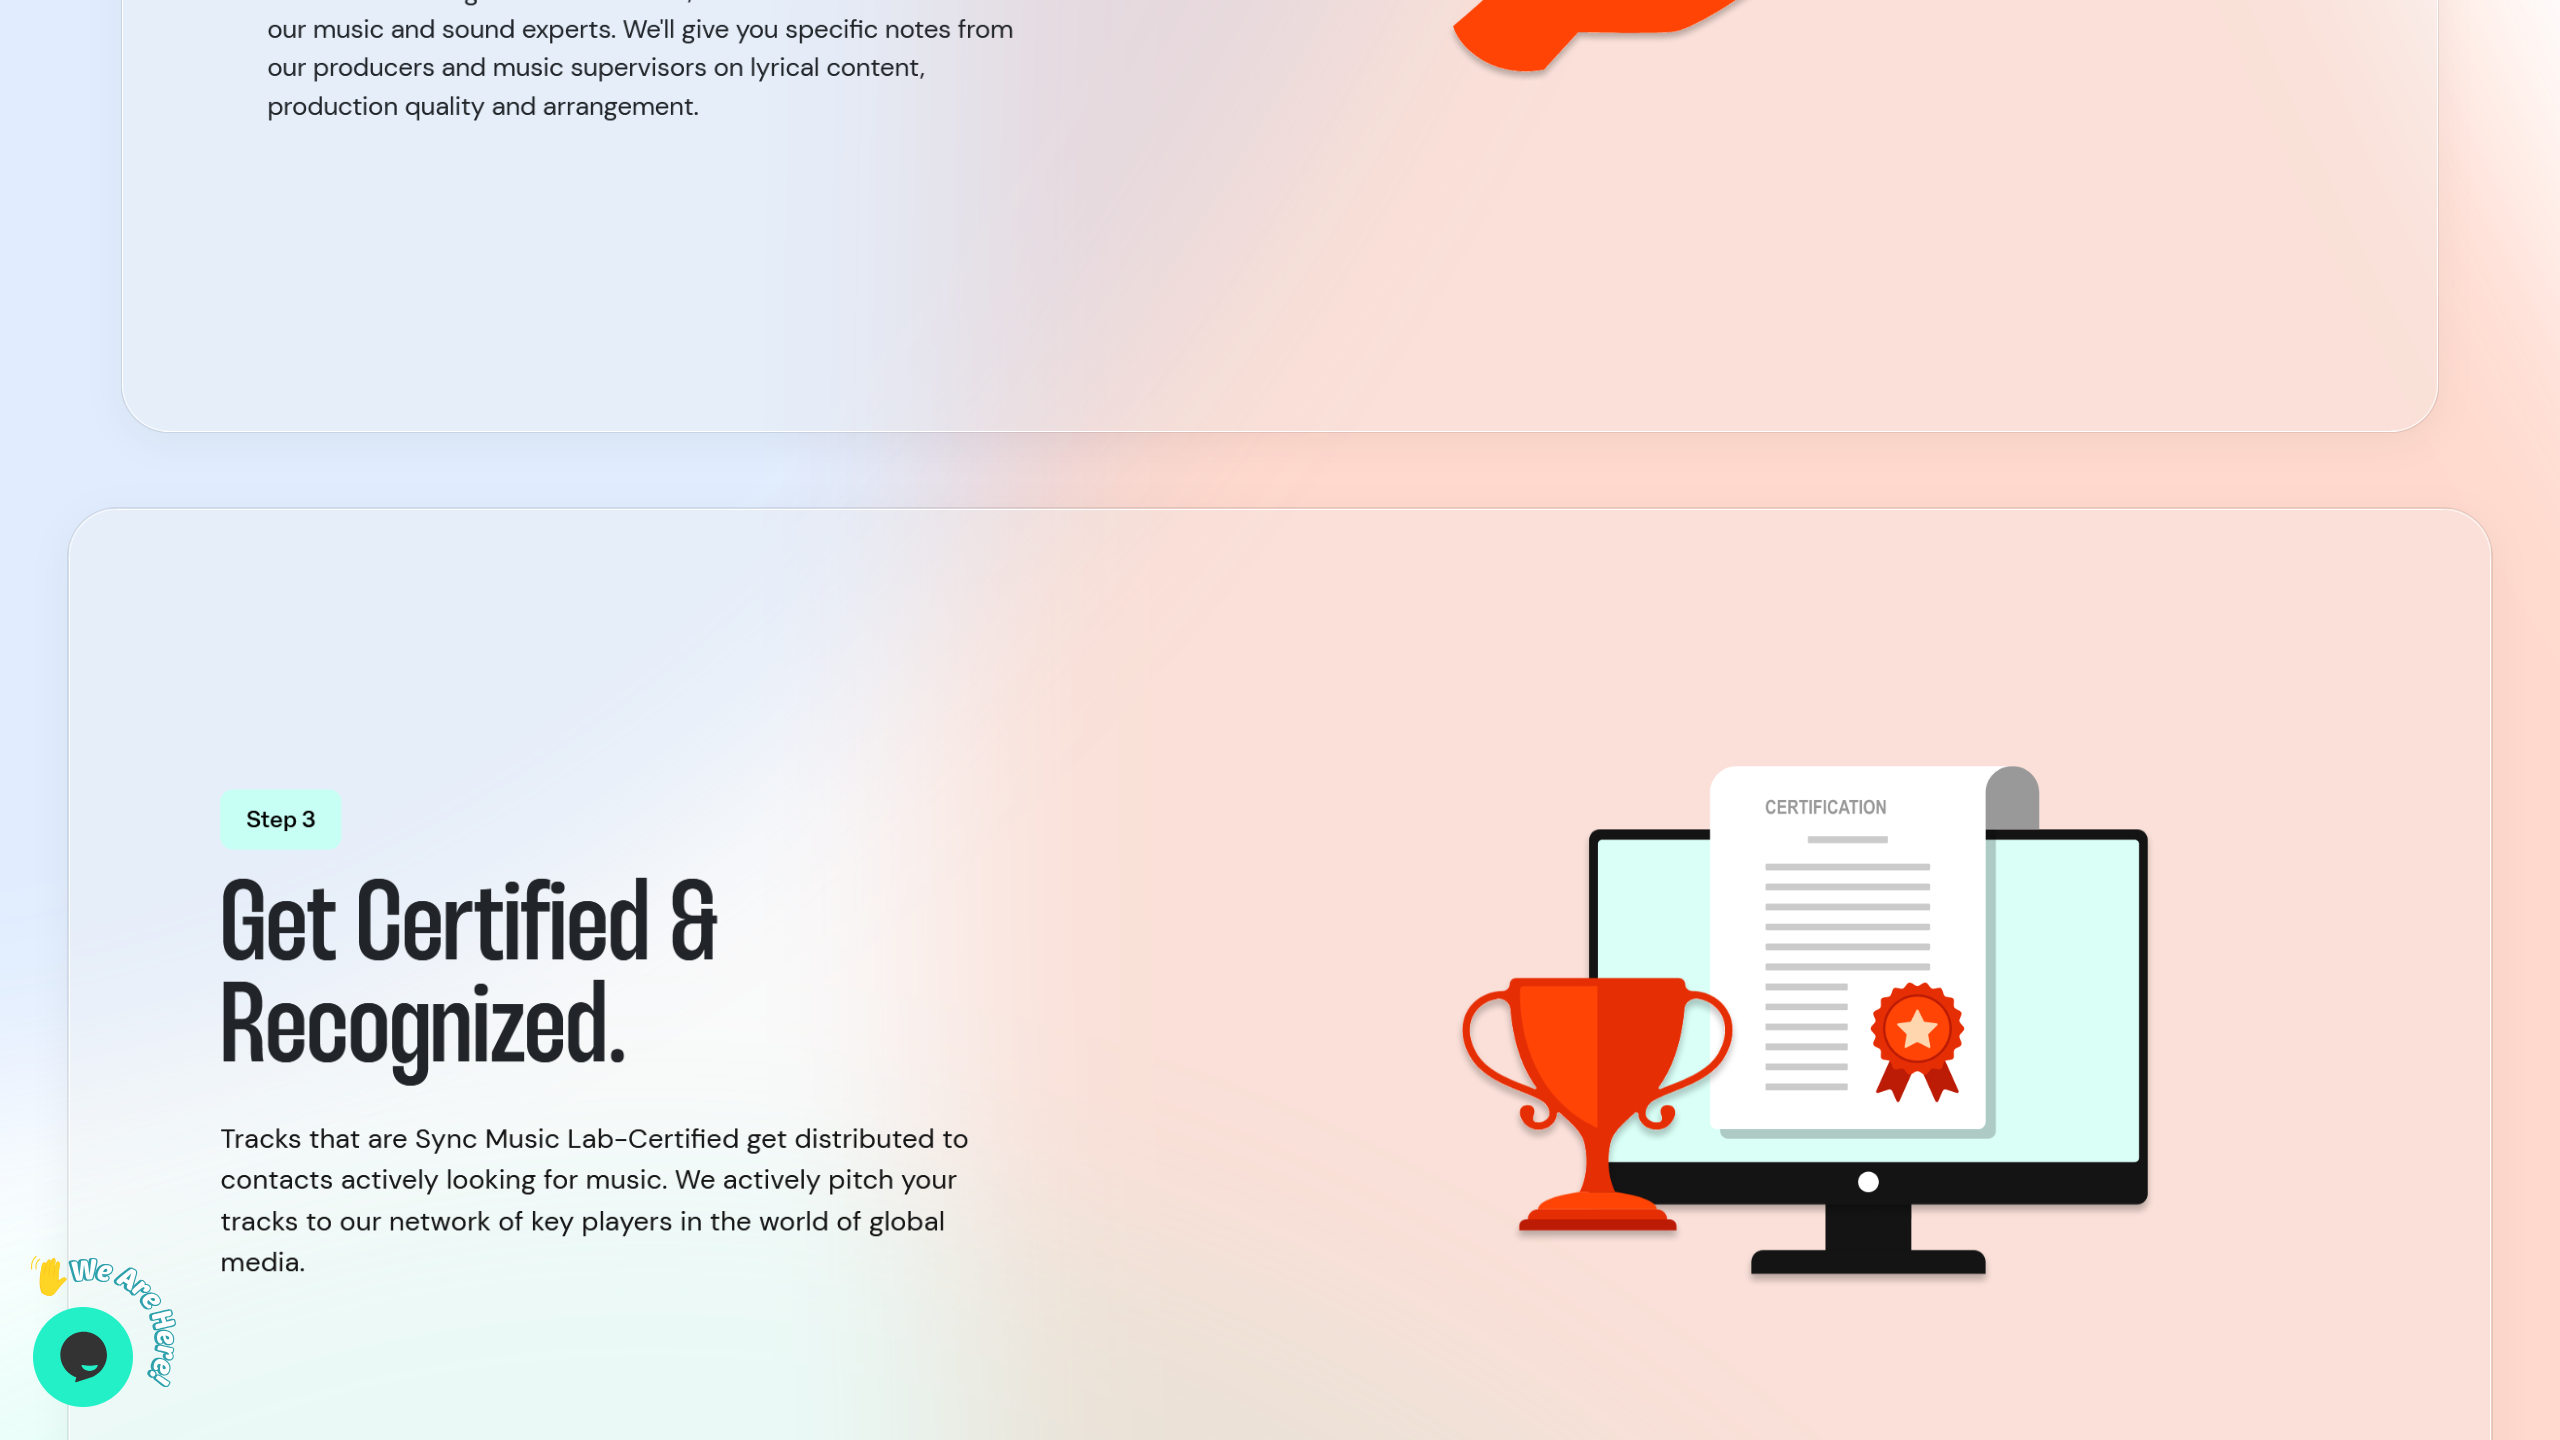 our music and sound experts. We'll give you specific notes from
our producers and music supervisors on lyrical content,
production quality and arrangement.
Step 3
Get Certified &
Recognized.
Tracks that are Sync Music Lab-Certified get distributed to
contacts actively looking for music. We actively pitch your
tracks to our network of key players in the world of global
media.
CERTIFICATION
We Are Here!